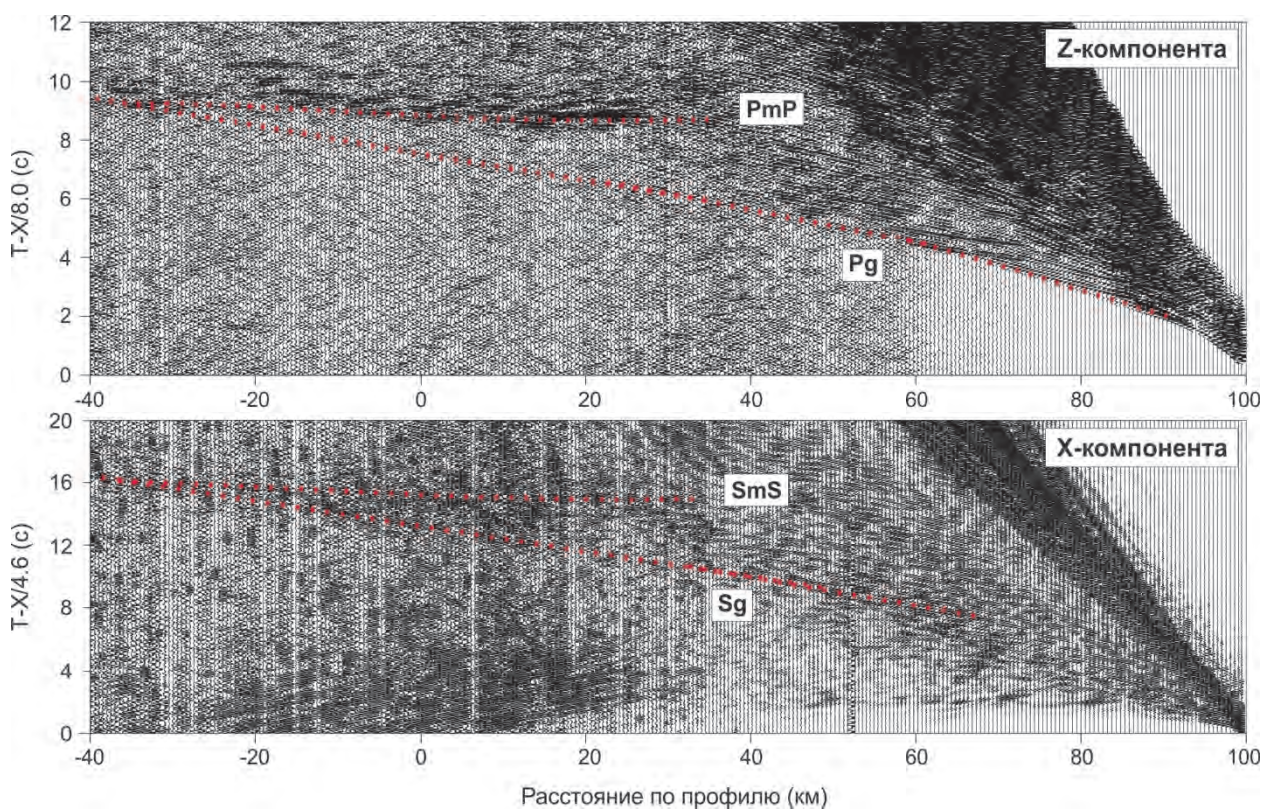 12
10
8
6
4
2
0
T-X/8.0 (с)
Z-компонента
PmP
Pg
-40 -20 0 20 40 60 80 100
20
16
12
8
4
0
T-X/4.6 (с)
X-компонента
SmS
Sg
-40 -20 0 20 40 60 80 100
Расстояние по профилю (км)